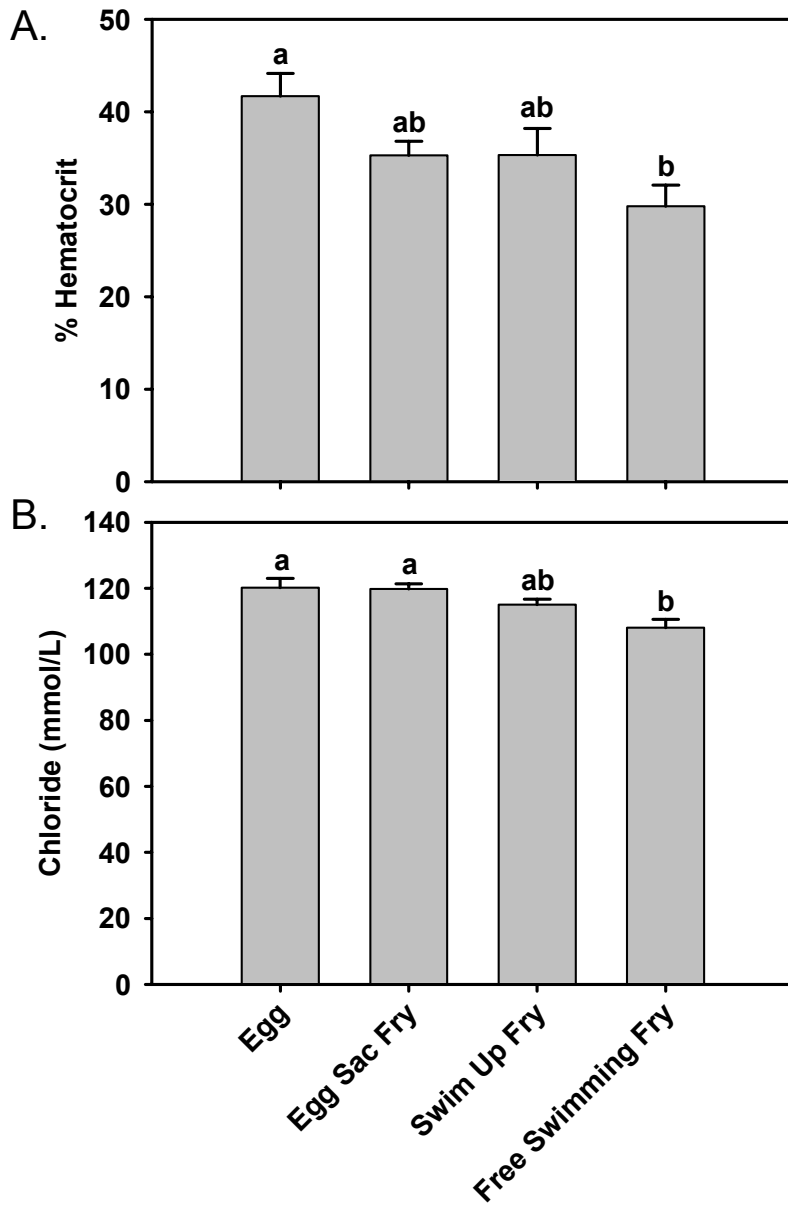 A.
% Hematocrit
50
40
30
20
10
0
a
ab
ab
b
B.
Chloride (mmol/L)
140
120
100
80
60
40
20
0
a
a
ab
b
Egg
Egg Sac Fry
Swim Up Fry
Free Swimming Fry